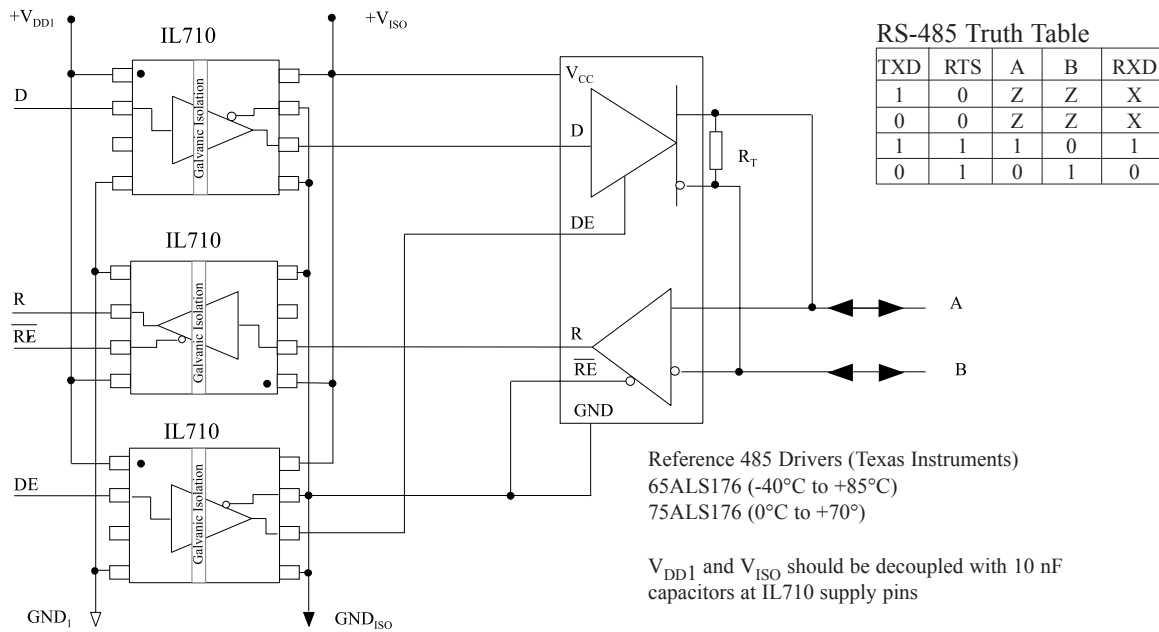 +VDD1
+VISO
IL710
D
Galvanic Isolation
IL710
R
RE
Galvanic Isolation
IL710
DE
Galvanic Isolation
GND1
GNDISO
VCC
D
DE
RT
R
RE
GND
A
B
RS-485 Truth Table
TXD RTS A B RXD
1 0 Z Z X
0 0 Z Z X
1 1 1 0 1
0 1 0 1 0
Reference 485 Drivers (Texas Instruments)
65ALS176 (-40°C to +85°C)
75ALS176 (0°C to +70°)
VDD1 and VISO should be decoupled with 10 nF
capacitors at IL710 supply pins